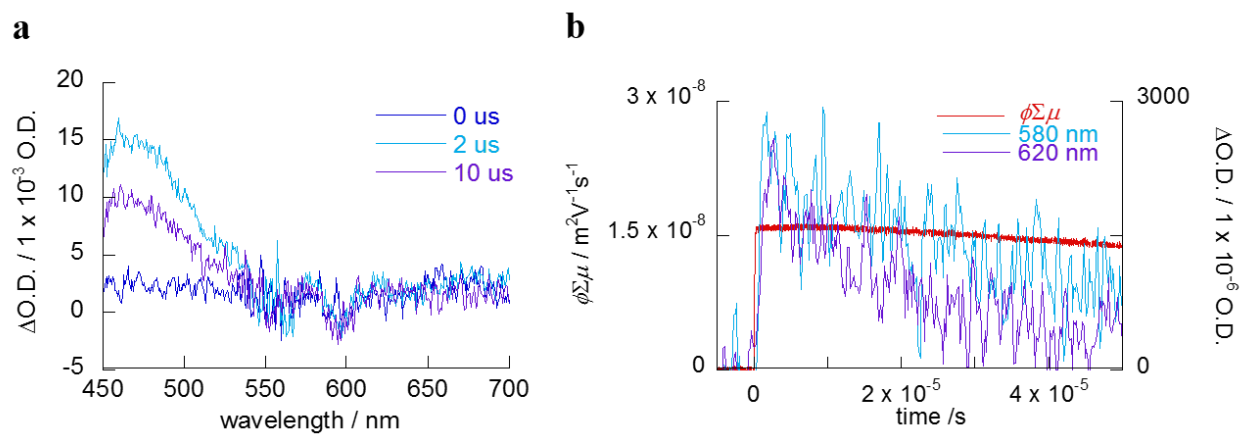 a
20
15
10
5
0
-5
ΔO.D. / 1 x 10⁻³ O.D.
0 us
2 us
10 us
450 500 550 600 650 700
wavelength / nm
b
3 x 10⁻⁸
1.5 x 10⁻⁸
0
ϕΣμ / m²V⁻¹s⁻¹
ϕΣμ
580 nm
620 nm
3000
0
ΔO.D. / 1 x 10⁻⁶ O.D.
0 2 x 10⁻⁵ 4 x 10⁻⁵
time /s